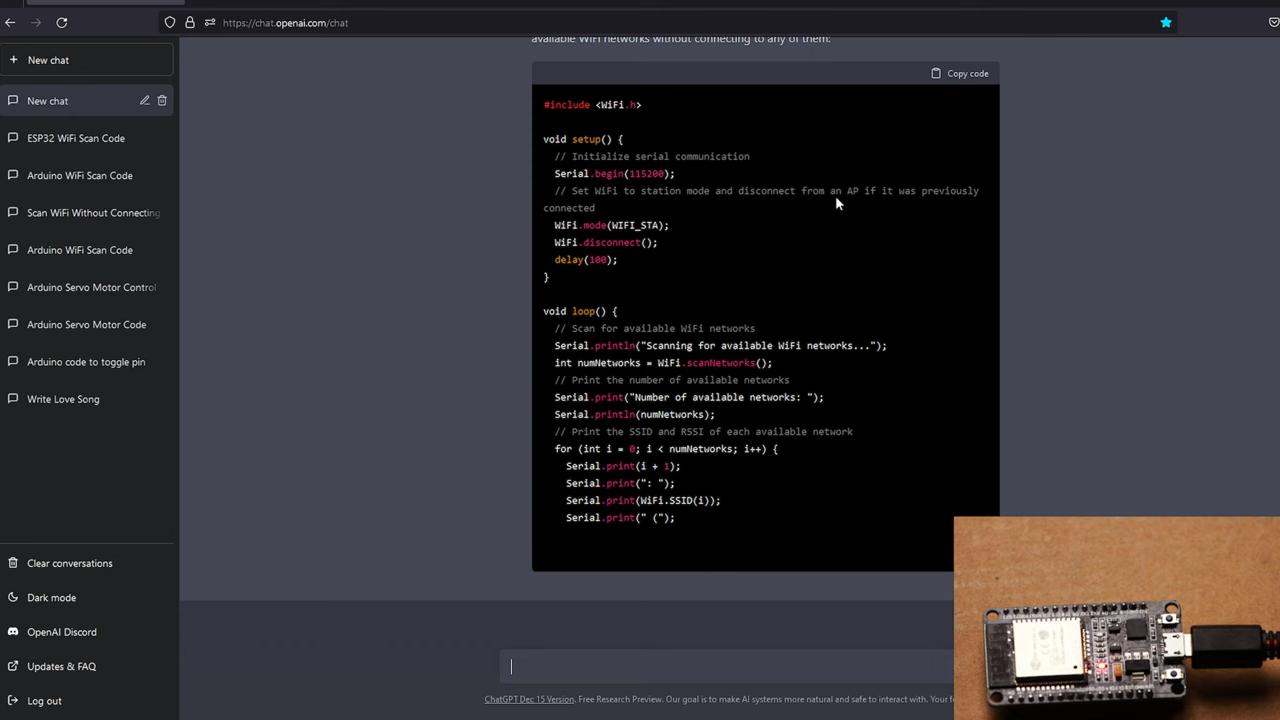 https://chat.openai.com/chat
New chat
New chat
ESP32 WiFi Scan Code
Arduino WiFi Scan Code
Scan WiFi Without Connecting
Arduino WiFi Scan Code
Arduino Servo Motor Control
Arduino Servo Motor Code
Arduino code to toggle pin
Write Love Song
Clear conversations
Dark mode
OpenAI Discord
Updates & FAQ
Log out
available WiFi networks without connecting to any of them:
Copy code
#include <WiFi.h>
void setup() {
// Initialize serial communication
Serial.begin(115200);
// Set WiFi to station mode and disconnect from an AP if it was previously
connected
WiFi.mode(WIFI_STA);
WiFi.disconnect();
delay(100);
}
void loop() {
// Scan for available WiFi networks
Serial.println("Scanning for available WiFi networks...");
int numNetworks = WiFi.scanNetworks();
// Print the number of available networks
Serial.print("Number of available networks: ");
Serial.println(numNetworks);
// Print the SSID and RSSI of each available network
for (int i = 0; i < numNetworks; i++) {
Serial.print(i + 1);
Serial.print(": ");
Serial.print(WiFi.SSID(i));
Serial.print(" (");
ChatGPT Dec 15 Version. Free Research Preview. Our goal is to make AI systems more natural and safe to interact with. Your